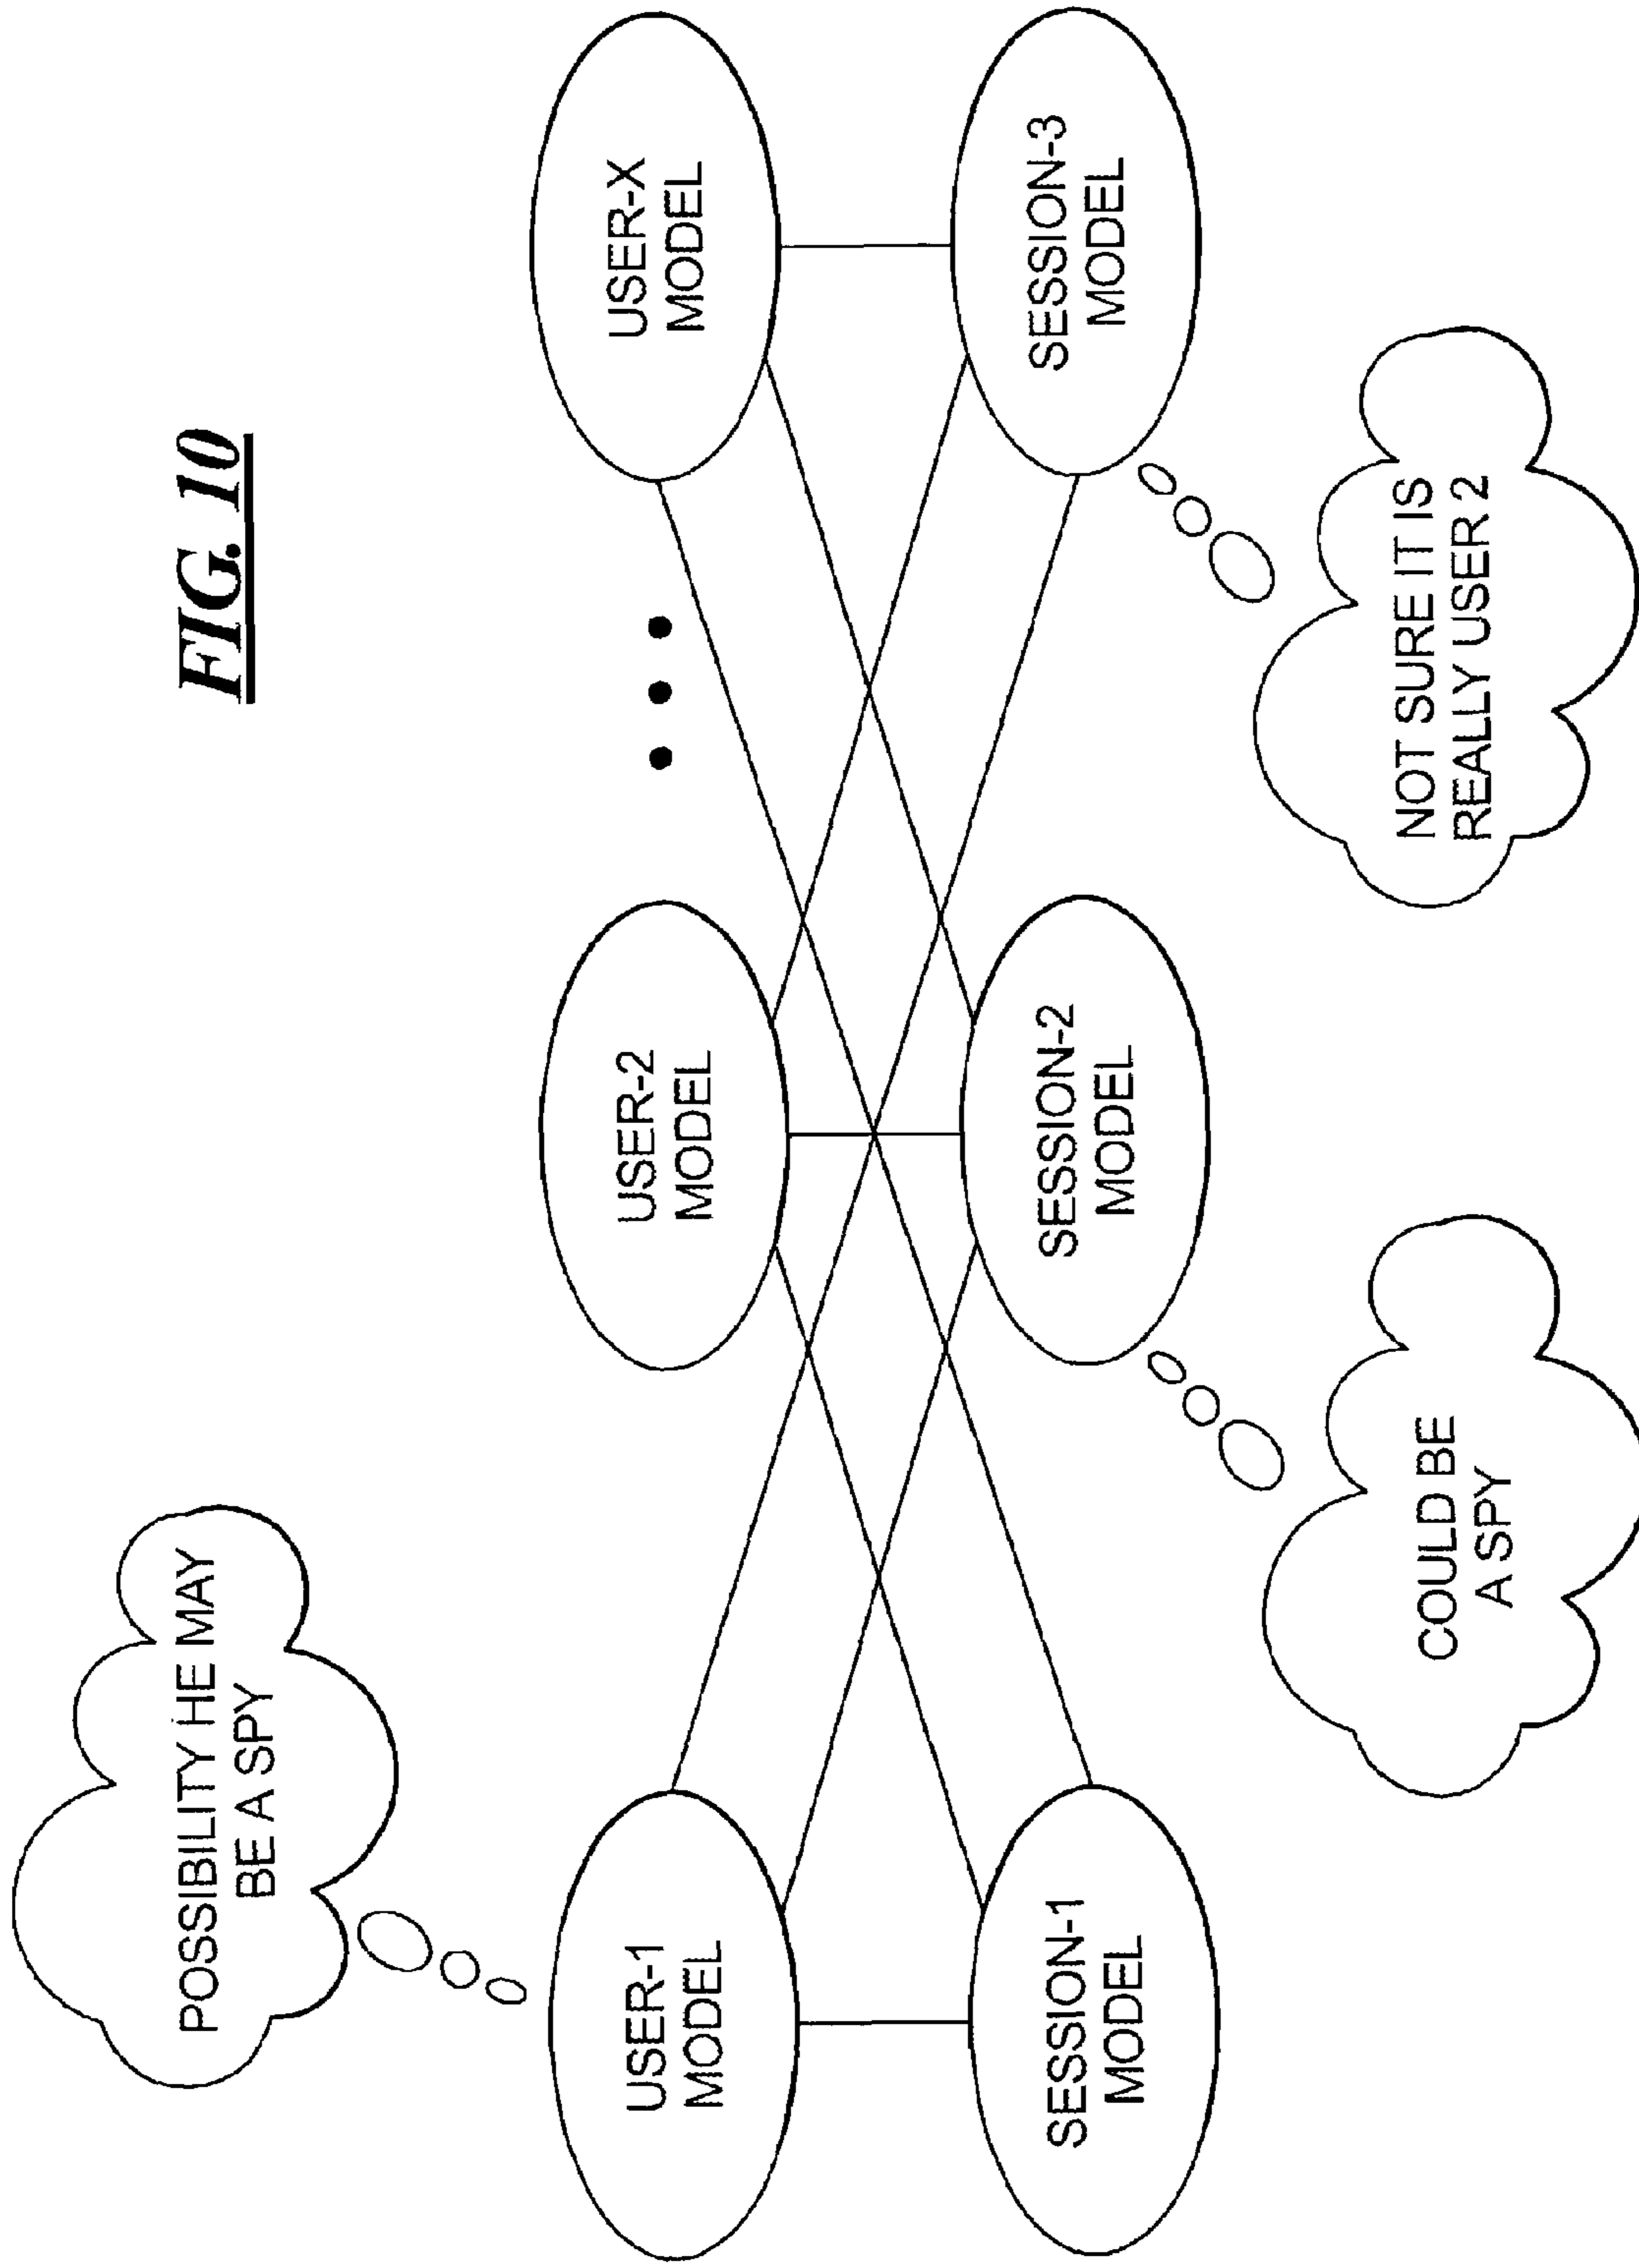 FIG. 10
POSSIBILITY HE MAY
BE A SPY
USER-1
MODEL
USER-2
MODEL
USER-X
MODEL
SESSION-1
MODEL
SESSION-2
MODEL
SESSION-3
MODEL
COULD BE
A SPY
NOT SURE IT IS
REALLY USER 2